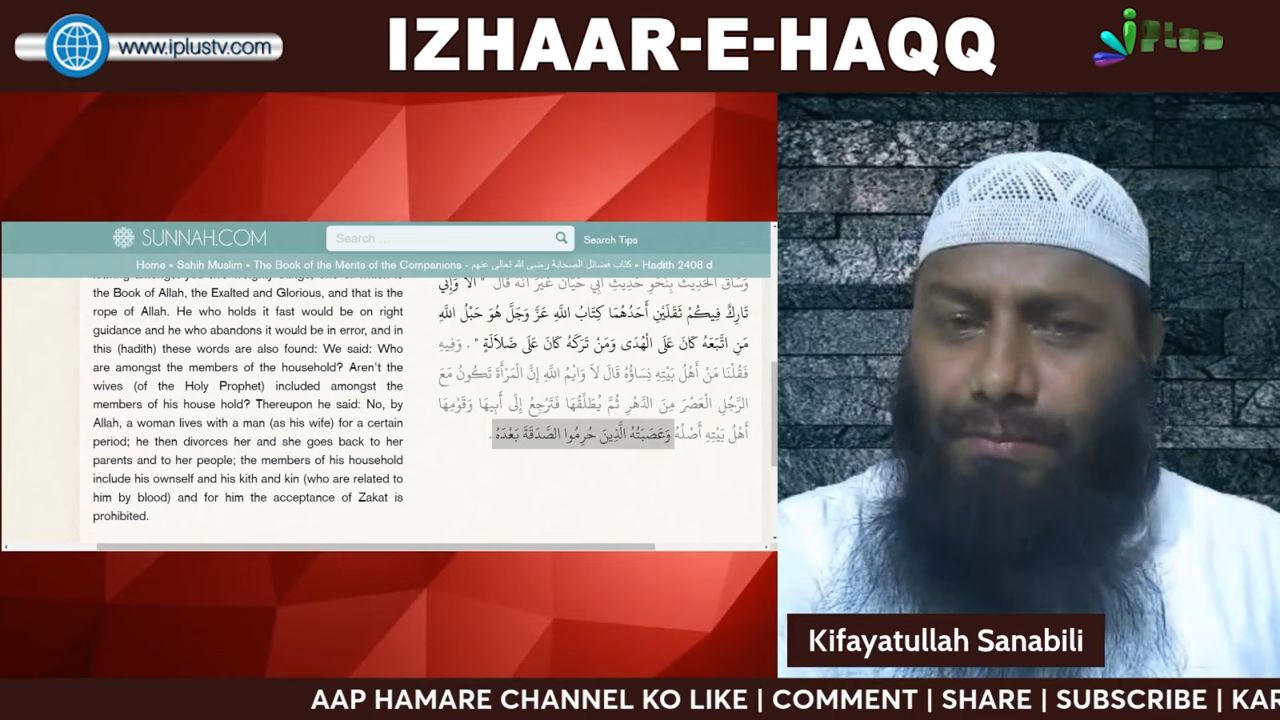 www.iplustv.com
IZHAAR-E-HAQQ
iPlus
SUNNAH.COM
Search ...
Search Tips
Home » Sahih Muslim » The Book of the Merits of the Companions - كتاب فضائل الصحابة رضى الله تعالى عنهم » Hadith 2408 d
the Book of Allah, the Exalted and Glorious, and that is the
rope of Allah. He who holds it fast would be on right
guidance and he who abandons it would be in error, and in
this (hadith) these words are also found: We said: Who
are amongst the members of the household? Aren't the
wives (of the Holy Prophet) included amongst the
members of his house hold? Thereupon he said: No, by
Allah, a woman lives with a man (as his wife) for a certain
period; he then divorces her and she goes back to her
parents and to her people; the members of his household
include his ownself and his kith and kin (who are related to
him by blood) and for him the acceptance of Zakat is
prohibited.
وَسَاقَ الْحَدِيثَ بِنَحْوِ حَدِيثِ أَبِي حَيَّانَ غَيْرَ أَنَّهُ قَالَ " أَلاَ وَإِنِّي
تَارِكٌ فِيكُمْ ثَقَلَيْنِ أَحَدُهُمَا كِتَابُ اللَّهِ عَزَّ وَجَلَّ هُوَ حَبْلُ اللَّهِ
مَنِ اتَّبَعَهُ كَانَ عَلَى الْهُدَى وَمَنْ تَرَكَهُ كَانَ عَلَى ضَلاَلَةٍ " . وَفِيهِ
فَقُلْنَا مَنْ أَهْلُ بَيْتِهِ نِسَاؤُهُ قَالَ لاَ وَايْمُ اللَّهِ إِنَّ الْمَرْأَةَ تَكُونُ مَعَ
الرَّجُلِ الْعَصْرَ مِنَ الدَّهْرِ ثُمَّ يُطَلِّقُهَا فَتَرْجِعُ إِلَى أَبِيهَا وَقَوْمِهَا
أَهْلُ بَيْتِهِ أَصْلُهُ وَعَصَبَتُهُ الَّذِينَ حُرِمُوا الصَّدَقَةَ بَعْدَهُ .
Kifayatullah Sanabili
AAP HAMARE CHANNEL KO LIKE | COMMENT | SHARE | SUBSCRIBE |